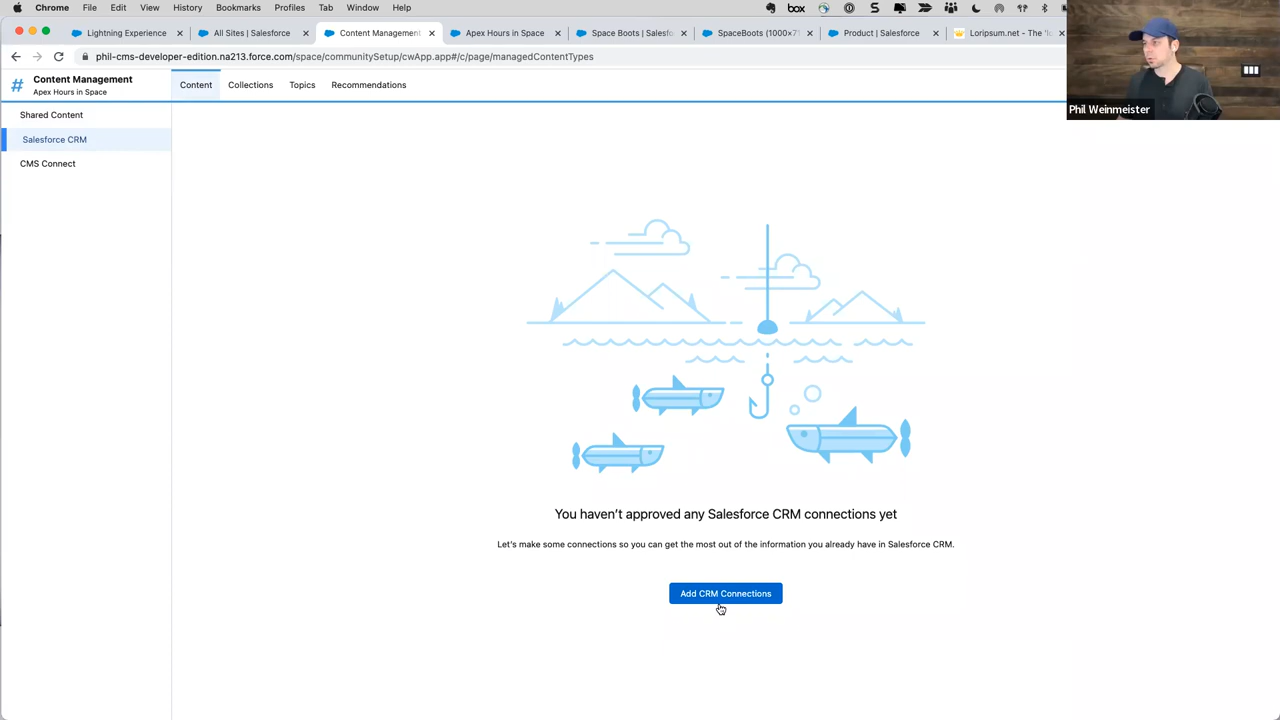 Chrome File Edit View History Bookmarks Profiles Tab Window Help box
Lightning Experience
All Sites | Salesforce
Content Management
Apex Hours in Space
Space Boots | Salesfo
SpaceBoots (1000×71
Product | Salesforce
Loripsum.net - The 'l
phil-cms-developer-edition.na213.force.com/space/communitySetup/cwApp.app#/c/page/managedContentTypes
Content Management
Apex Hours in Space
Content Collections Topics Recommendations
Phil Weinmeister
Shared Content
Salesforce CRM
CMS Connect
You haven't approved any Salesforce CRM connections yet
Let's make some connections so you can get the most out of the information you already have in Salesforce CRM.
Add CRM Connections